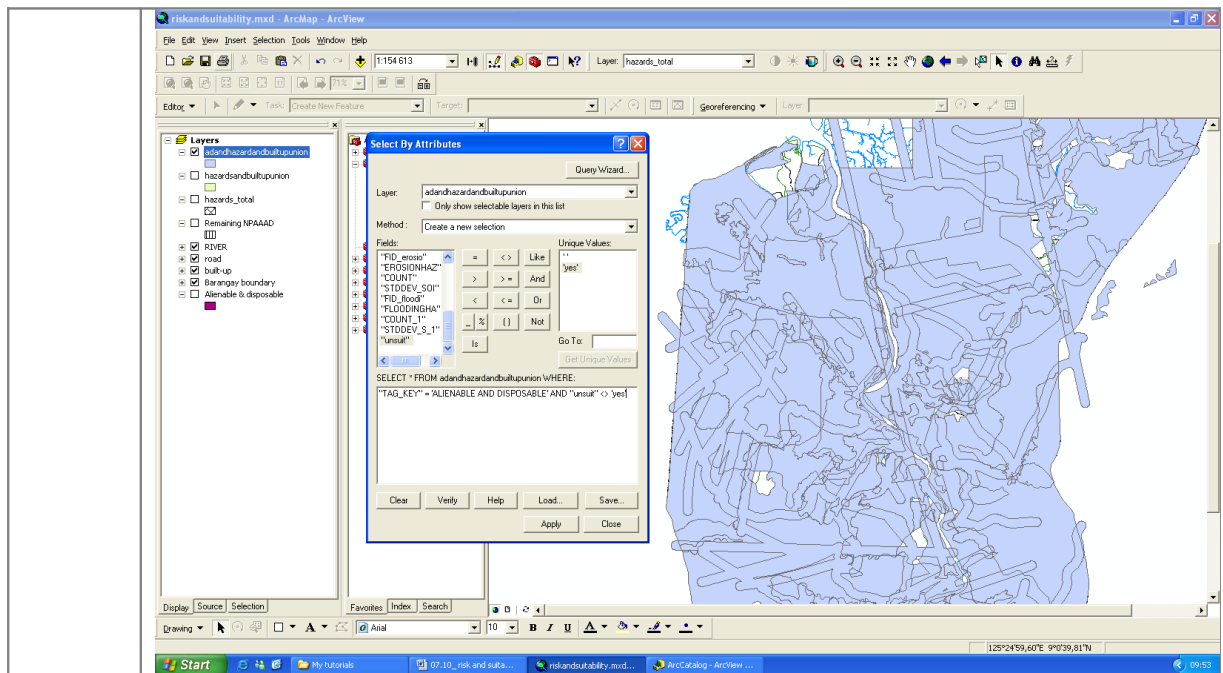 riskandsuitability.mxd - ArcMap - ArcView
File Edit View Insert Selection Tools Window Help
1:154 613
Layer: hazards_total
71%
Editor Task: Create New Feature Target: Georeferencing Layer:
Layers
adandhazardandbuiltupunion
hazardsandbuiltupunion
hazards_total
Remaining NPAAAD
RIVER
road
built-up
Barangay boundary
Alienable & disposable
Display Source Selection
Favorites Index Search
Select By Attributes
Query Wizard...
Layer: adandhazardandbuiltupunion
Only show selectable layers in this list
Method : Create a new selection
Fields:
"FID_erosio"
"EROSIONHAZ"
"COUNT"
"STDDEV_SOI"
"FID_floodi"
"FLOODINGHA"
"COUNT_1"
"STDDEV_S_1"
"unsuit"
= <> Like
> >= And
< <= Or
_ % () Not
Is
Unique Values:
' '
'yes'
Go To:
Get Unique Values
SELECT * FROM adandhazardandbuiltupunion WHERE:
"TAG_KEY" = 'ALIENABLE AND DISPOSABLE' AND "unsuit" <> 'yes'
Clear Verify Help Load... Save...
Apply Close
Drawing A Arial 10 B I U A
125°24'59,60"E 9°0'39,81"N
Start My tutorials 07.10_ risk and suita... riskandsuitability.mxd... ArcCatalog - ArcView ... 09:53